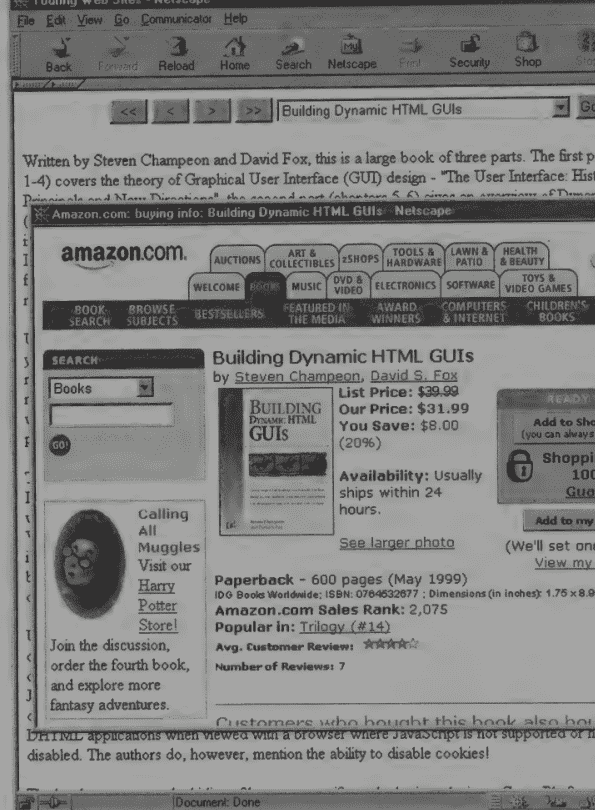 Netscape
File Edit View Go Communicator Help
Back Forward Reload Home Search Netscape Print Security Shop
<< < > >> Building Dynamic HTML GUIs
Written by Steven Champeon and David Fox, this is a large book of three parts. The first p
1-4) covers the theory of Graphical User Interface (GUI) design - "The User Interface: Hist
Amazon.com: buying info: Building Dynamic HTML GUIs - Netscape
amazon.com.
AUCTIONS ART & COLLECTIBLES zSHOPS TOOLS & HARDWARE LAWN & PATIO HEALTH & BEAUTY
WELCOME BOOKS MUSIC DVD & VIDEO ELECTRONICS SOFTWARE TOYS & VIDEO GAMES
BOOK SEARCH BROWSE SUBJECTS BESTSELLERS FEATURED IN THE MEDIA AWARD WINNERS COMPUTERS & INTERNET CHILDREN'S BOOKS
SEARCH
Books
GO!
Calling
All
Muggles
Visit our
Harry
Potter
Store!
Join the discussion,
order the fourth book,
and explore more
fantasy adventures.
Building Dynamic HTML GUIs
by Steven Champeon, David S. Fox
BUILDING
DYNAMIC HTML
GUIs
List Price: $39.99
Our Price: $31.99
You Save: $8.00
(20%)
Availability: Usually
ships within 24
hours.
See larger photo
READY
Add to Sho
(you can always
Shoppi
100
Gua
Add to my
(We'll set one
View my
Paperback - 600 pages (May 1999)
IDG Books Worldwide; ISBN: 0764532677 ; Dimensions (in inches): 1.75 x 8.9
Amazon.com Sales Rank: 2,075
Popular in: Trilogy (#14)
Avg. Customer Review:
Number of Reviews: 7
Customers who bought this book also bou
DHTML applications when viewed with a browser where JavaScript is not supported or
disabled. The authors do, however, mention the ability to disable cookies!
Document: Done